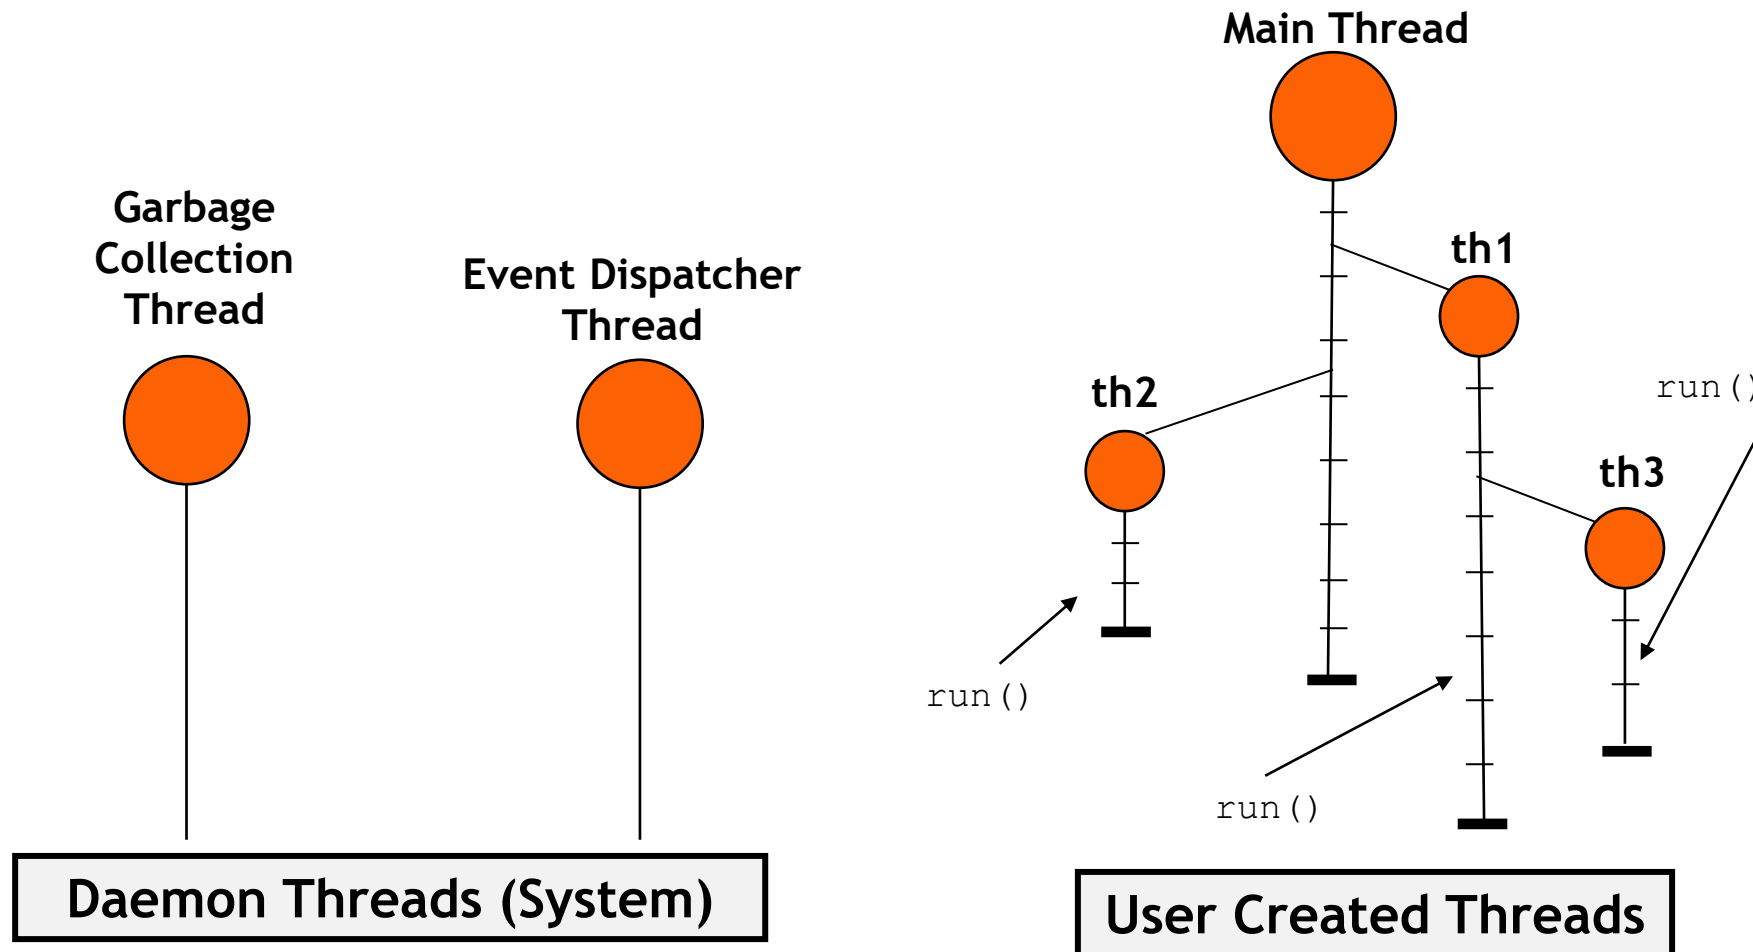 Main Thread
Garbage
Collection
Thread
Event Dispatcher
Thread
th1
th2
run()
th3
run()
run()
Daemon Threads (System)
User Created Threads